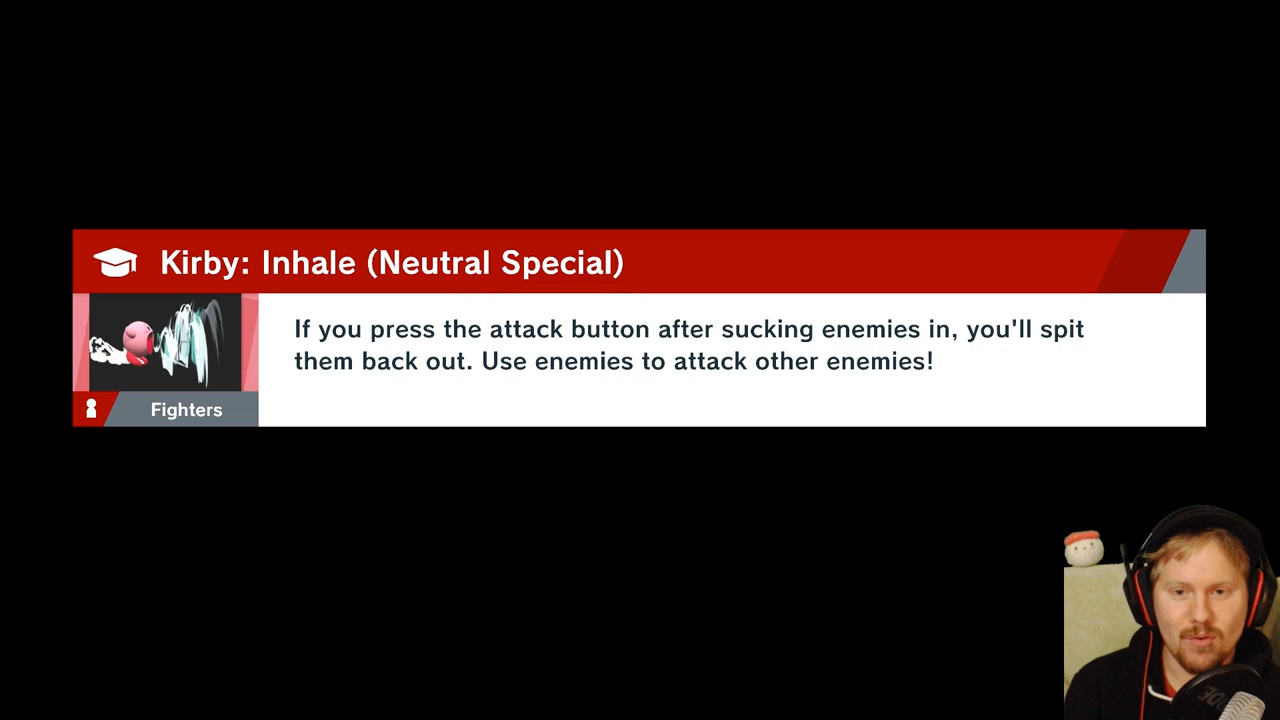 Kirby: Inhale (Neutral Special)
If you press the attack button after sucking enemies in, you'll spit
them back out. Use enemies to attack other enemies!
Fighters
RODE